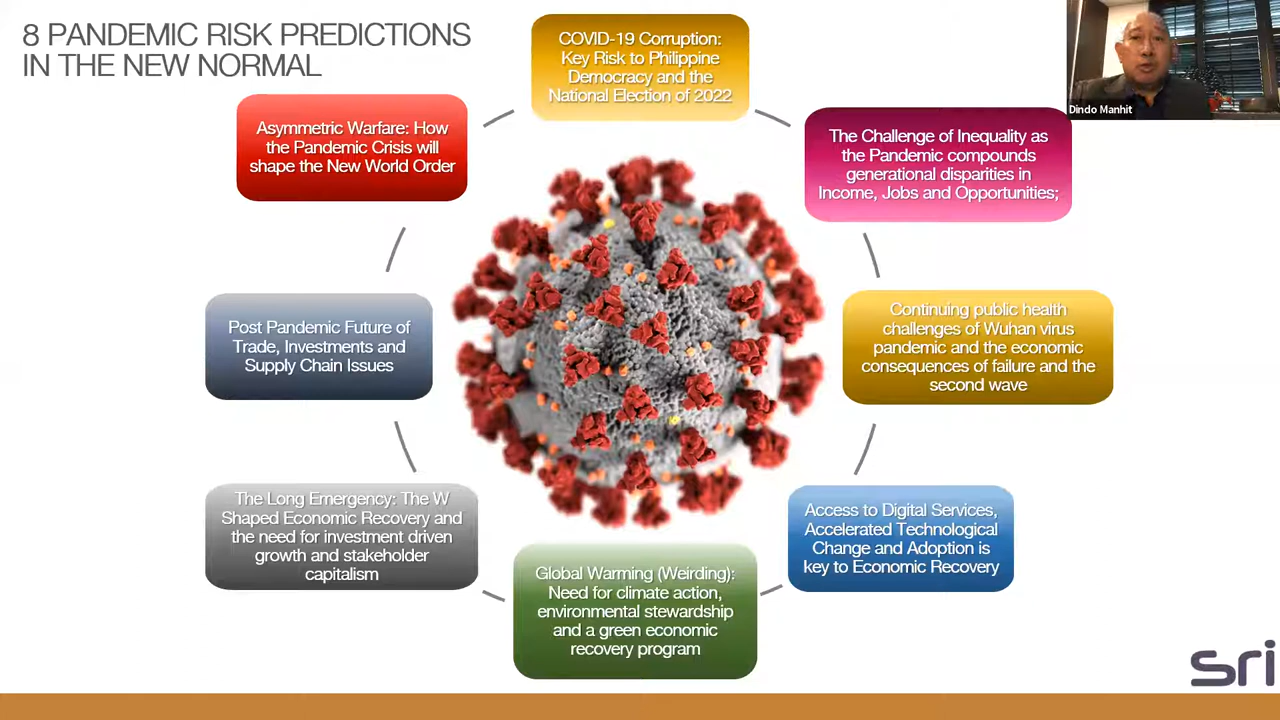 8 PANDEMIC RISK PREDICTIONS
IN THE NEW NORMAL
COVID-19 Corruption:
Key Risk to Philippine
Democracy and the
National Election of 2022
Dindo Manhit
The Challenge of Inequality as
the Pandemic compounds
generational disparities in
Income, Jobs and Opportunities;
Continuing public health
challenges of Wuhan virus
pandemic and the economic
consequences of failure and the
second wave
Access to Digital Services,
Accelerated Technological
Change and Adoption is
key to Economic Recovery
Global Warming (Weirding):
Need for climate action,
environmental stewardship
and a green economic
recovery program
The Long Emergency: The W
Shaped Economic Recovery and
the need for investment driven
growth and stakeholder
capitalism
Post Pandemic Future of
Trade, Investments and
Supply Chain Issues
Asymmetric Warfare: How
the Pandemic Crisis will
shape the New World Order
sri